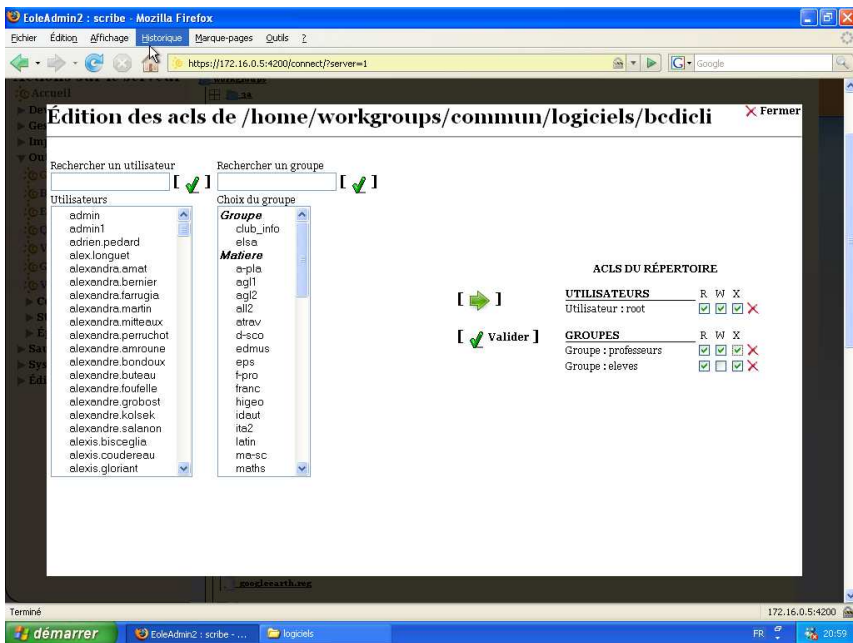 EoleAdmin2 : scribe - Mozilla Firefox
Fichier Édition Affichage Historique Marque-pages Outils ?
https://172.16.0.5:4200/connect/?server=1
Google
Accueil
Édition des acls de /home/workgroups/commun/logiciels/bcdicli
Fermer
Rechercher un utilisateur
Rechercher un groupe
[ ]
[ ]
Utilisateurs
admin
admin1
adrien.pedard
alex.longuet
alexandra.amat
alexandra.bernier
alexandra.farrugia
alexandra.martin
alexandra.mitteaux
alexandra.perruchot
alexandre.amroune
alexandre.bondoux
alexandre.buteau
alexandre.foufelle
alexandre.grobost
alexandre.kolsek
alexandre.salanon
alexis.bisceglia
alexis.coudereau
alexis.gloriant
Choix du groupe
Groupe
club_info
elsa
Matiere
a-pla
agl1
agl2
all2
atrav
d-sco
edmus
eps
f-pro
franc
higeo
idaut
ita2
latin
ma-sc
maths
[ ]
[ Valider ]
ACLS DU RÉPERTOIRE
UTILISATEURS R W X
Utilisateur : root
GROUPES R W X
Groupe : professeurs
Groupe : eleves
googleearth.reg
Terminé
172.16.0.5:4200
démarrer
EoleAdmin2 : scribe - ...
logiciels
FR
20:59